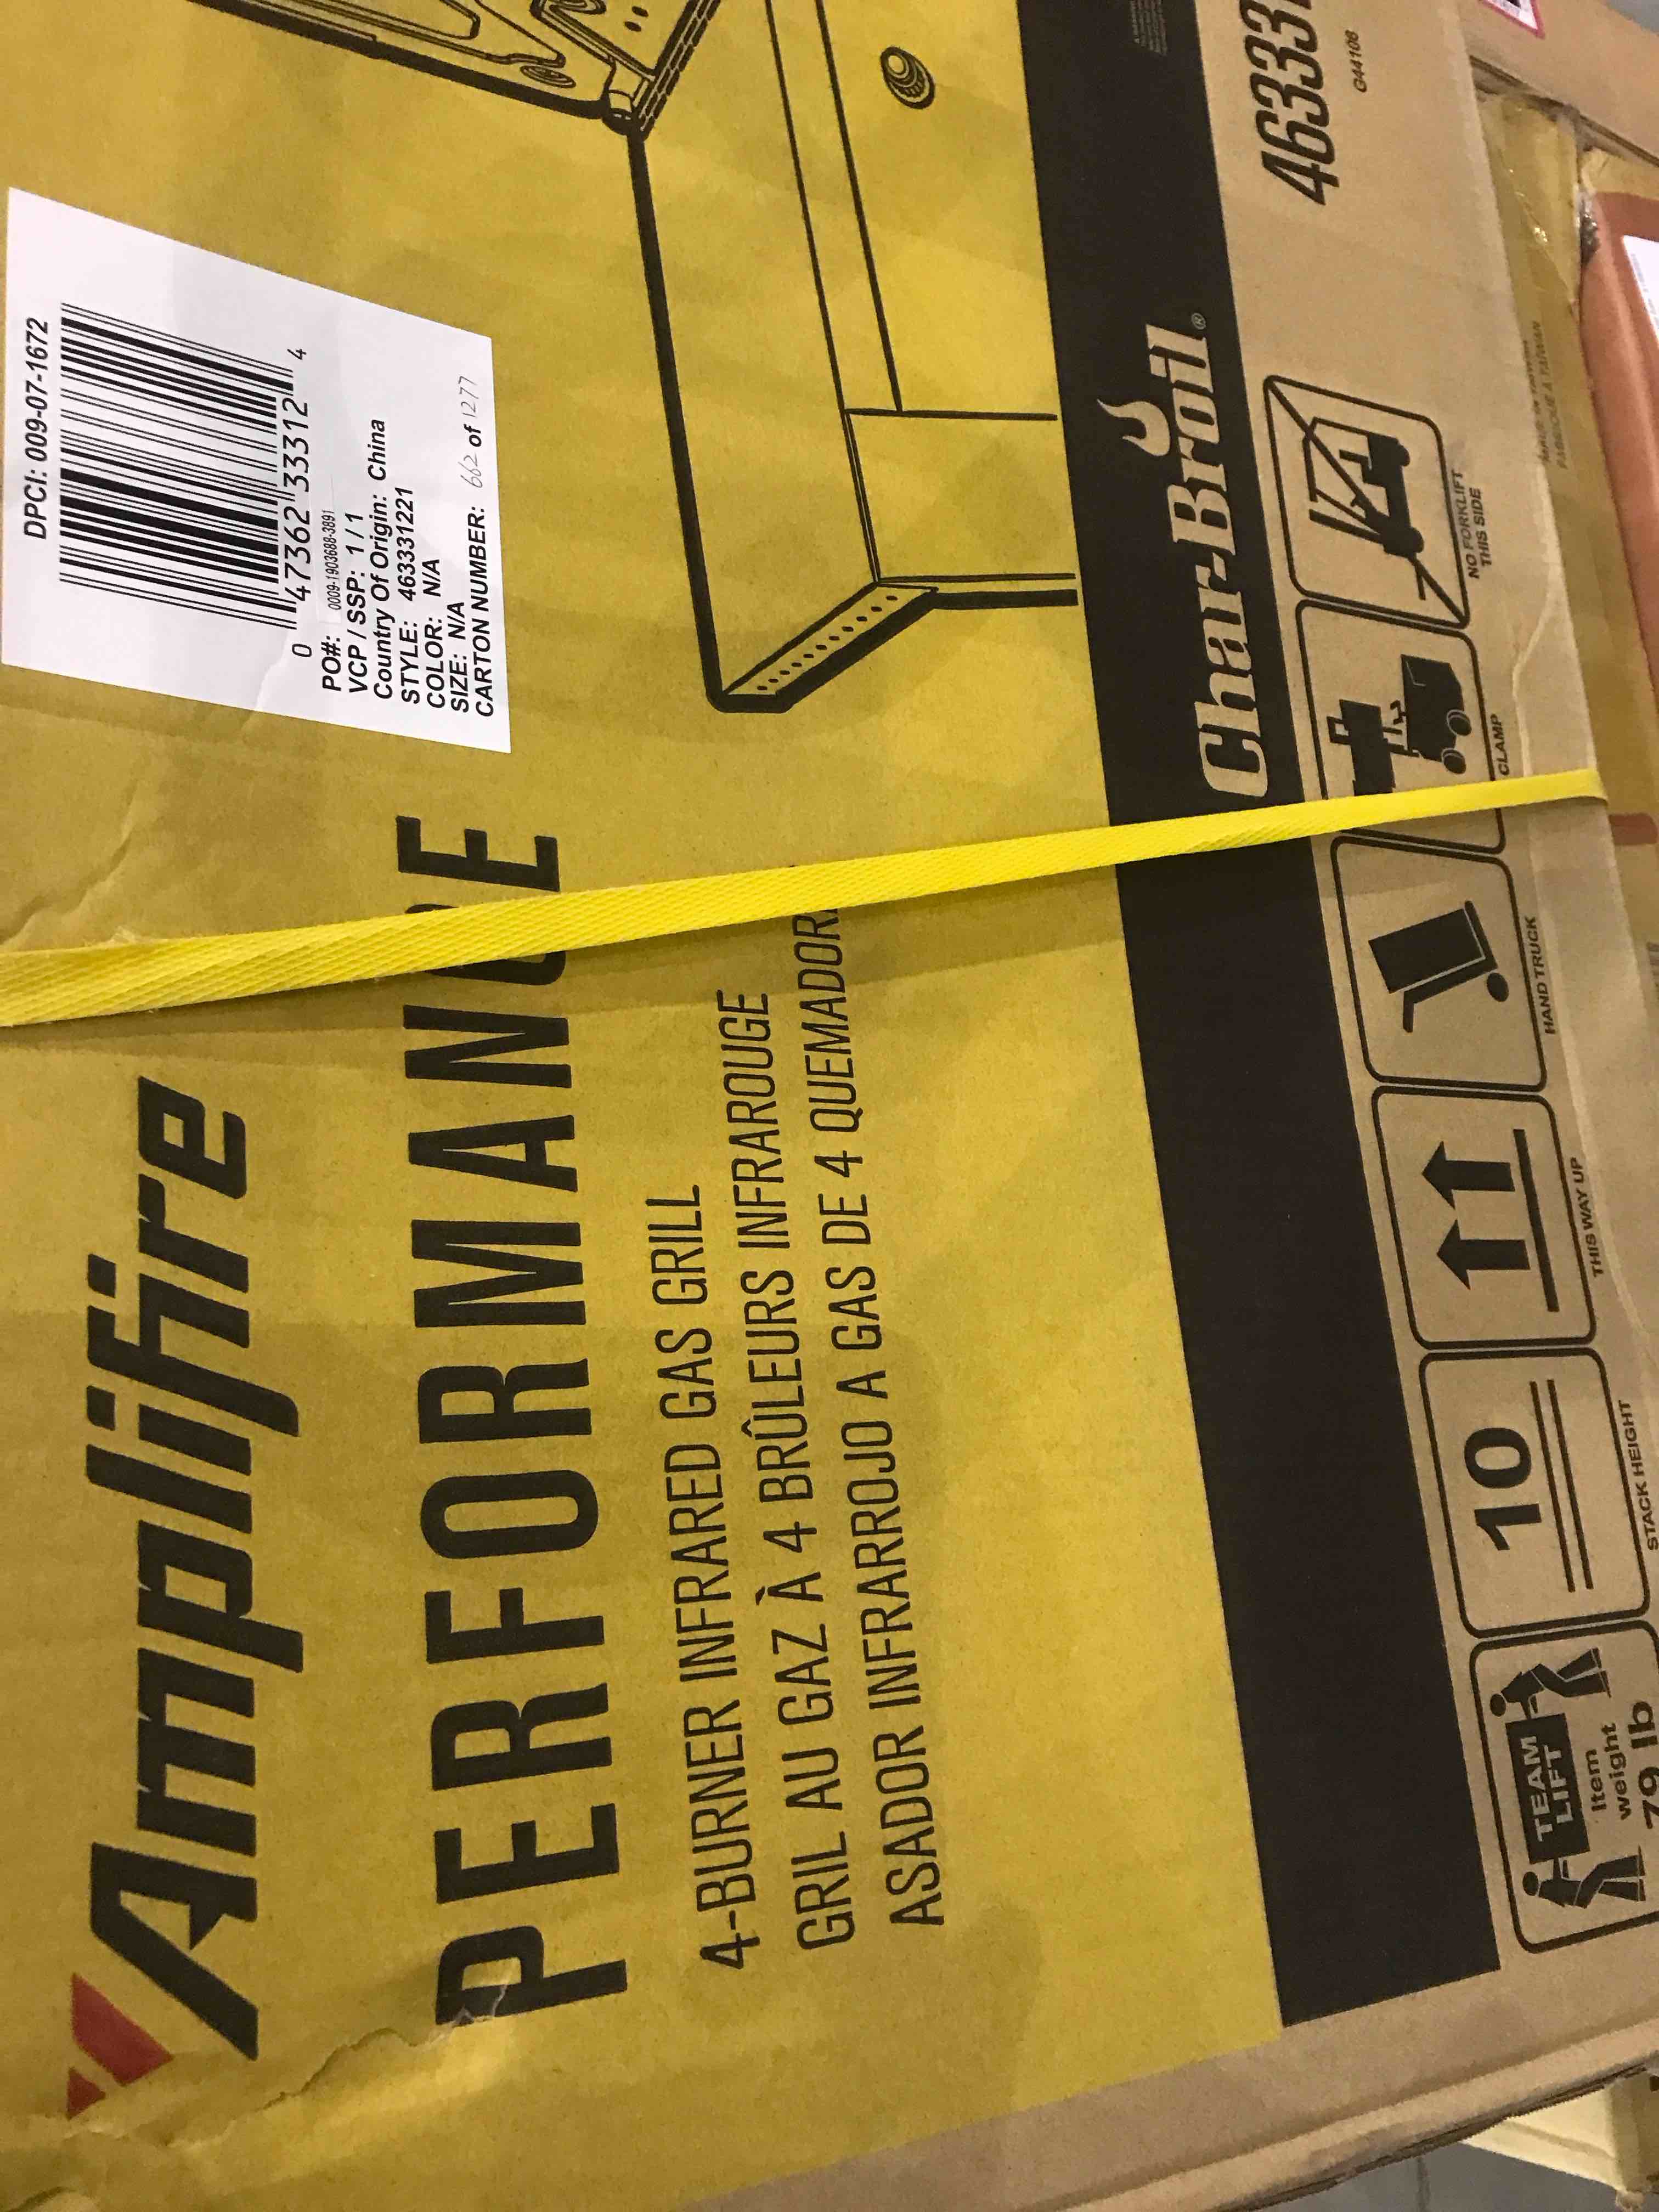 Amplifire
PERFORMANCE
4-BURNER INFRARED GAS GRILL
GRIL AU GAZ À 4 BRÛLEURS INFRAROUGE
ASADOR INFRARROJO A GAS DE 4 QUEMADOR
DPCI: 009-07-1672
0 47362 33312 4
PO#: 0009-1903688-3891
VCP / SSP: 1 / 1
Country Of Origin: China
STYLE: 463331221
COLOR: N/A
SIZE: N/A
CARTON NUMBER: 662 of 1277
Char-Broil®
TEAM LIFT
Item
weight
79 lb
10
STACK HEIGHT
THIS WAY UP
HAND TRUCK
CLAMP
NO FORKLIFT
THIS SIDE
46333
G44108